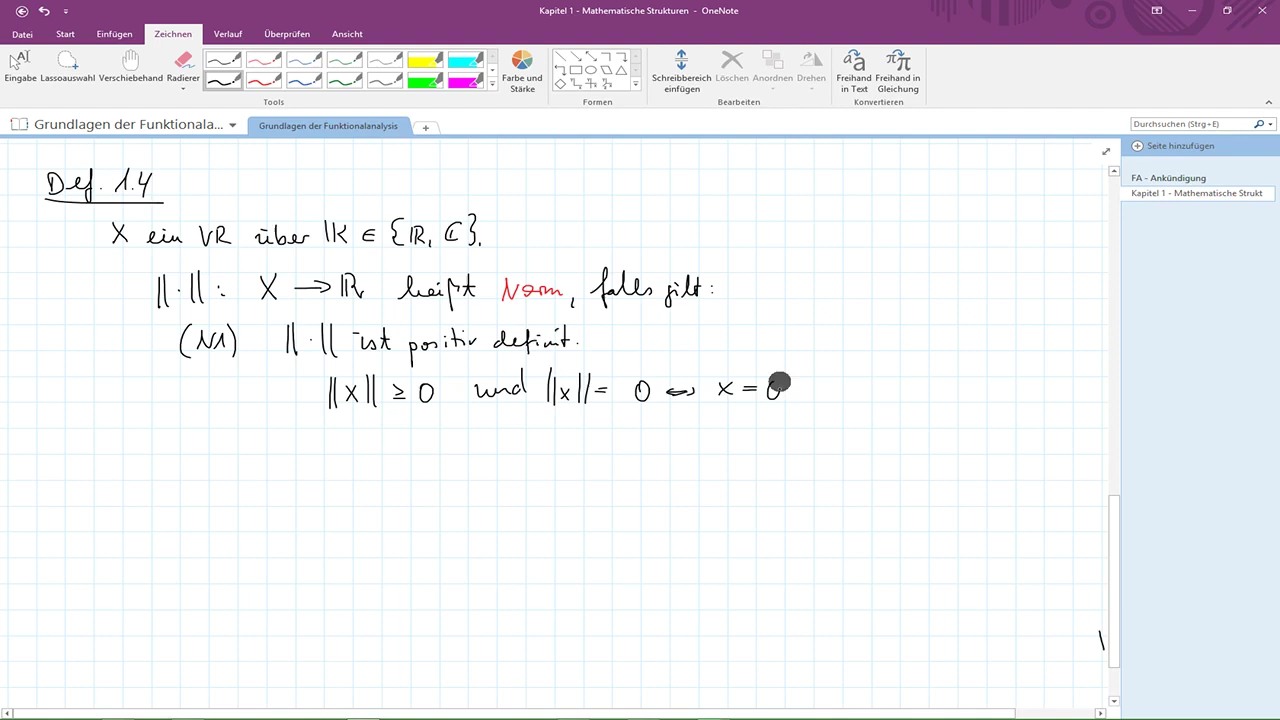 Kapitel 1 - Mathematische Strukturen - OneNote
Datei Start Einfügen Zeichnen Verlauf Überprüfen Ansicht
Eingabe Lassoauswahl Verschiebehand Radierer Farbe und Stärke Schreibbereich einfügen Löschen Anordnen Drehen Freihand in Text Freihand in Gleichung
Tools Formen Bearbeiten Konvertieren
Grundlagen der Funktionala... Grundlagen der Funktionalanalysis Durchsuchen (Strg+E)
Seite hinzufügen
FA - Ankündigung
Kapitel 1 - Mathematische Strukt
Def. 1.4
X ein VR über 𝕂 ∈ {ℝ, ℂ}.
||·|| : X → ℝ heißt Norm, falls gilt:
(N1) ||·|| ist positiv definit.
||x|| ≥ 0 und ||x|| = 0 ⇔ x = 0